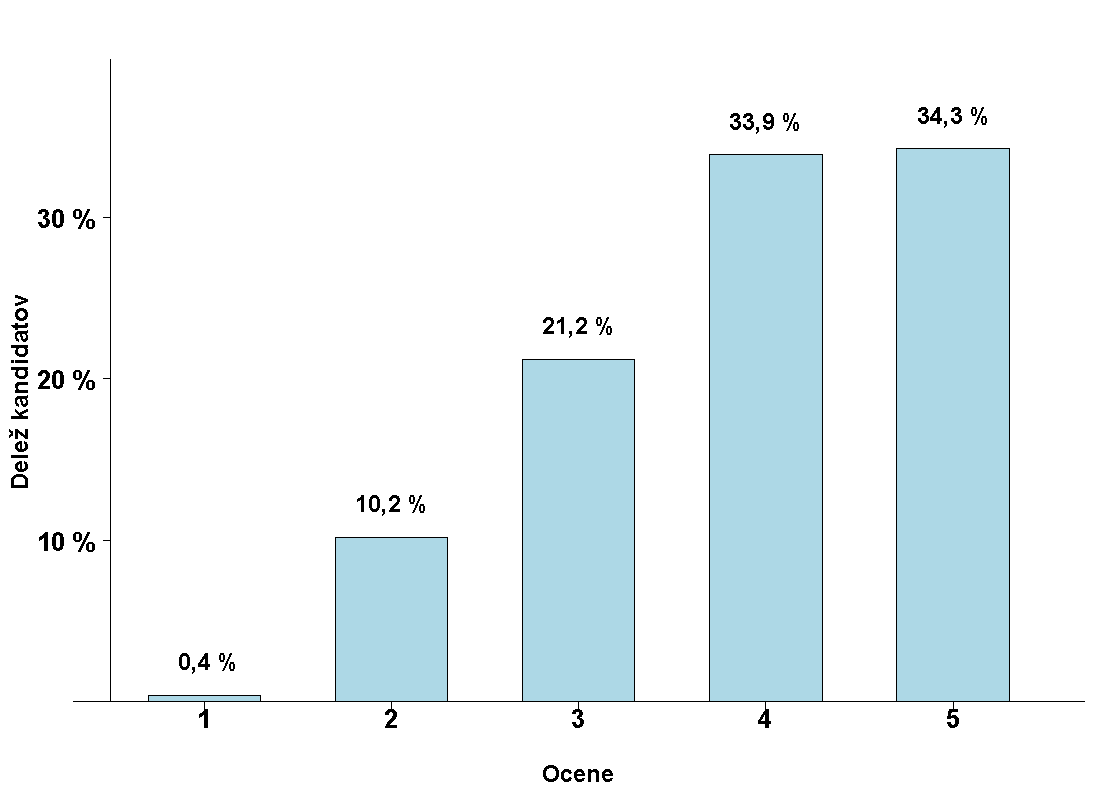 34,3 %
33,9 %
30 %
21,2 %
20 %
10,2 %
10 %
0,4 %
Delež kandidatov
1 2 3 4 5
Ocene